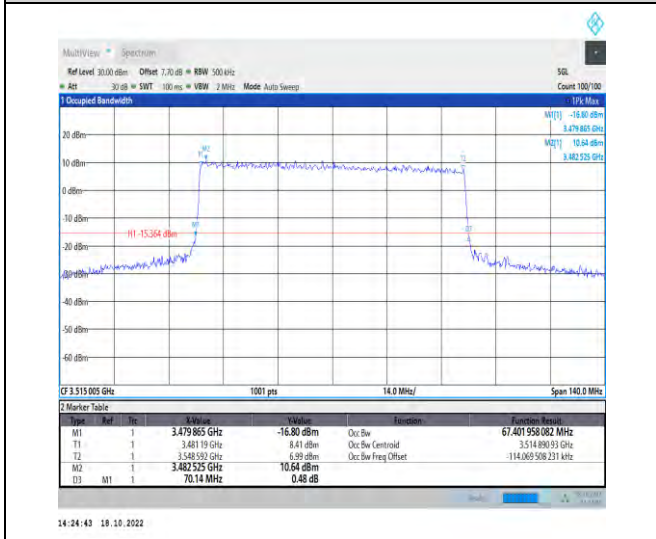 MultiView Spectrum
Ref Level 30.00 dBm Offset 7.70 dB RBW 500 kHz SGL
Att 30 dB SWT 100 ms VBW 2 MHz Mode Auto Sweep Count 100/100
1 Occupied Bandwidth 1Pk Max
M1[1] -16.80 dBm
3.479 865 GHz
M2[1] 10.64 dBm
3.482 525 GHz
20 dBm
M2
T1
T2
10 dBm
0 dBm
-10 dBm
M1
H1 -15.364 dBm
D3
-20 dBm
-30 dBm
-40 dBm
-50 dBm
-60 dBm
CF 3.515 005 GHz 1001 pts 14.0 MHz/ Span 140.0 MHz
2 Marker Table
Type Ref Trc X-Value Y-Value Function Function Result
M1 1 3.479 865 GHz -16.80 dBm Occ Bw 67.401 958 082 MHz
T1 1 3.481 19 GHz 8.41 dBm Occ Bw Centroid 3.514 890 93 GHz
T2 1 3.548 592 GHz 6.99 dBm Occ Bw Freq Offset -114.069 508 231 kHz
M2 1 3.482 525 GHz 10.64 dBm
D3 M1 1 70.14 MHz 0.48 dB
14:24:43 18.10.2022